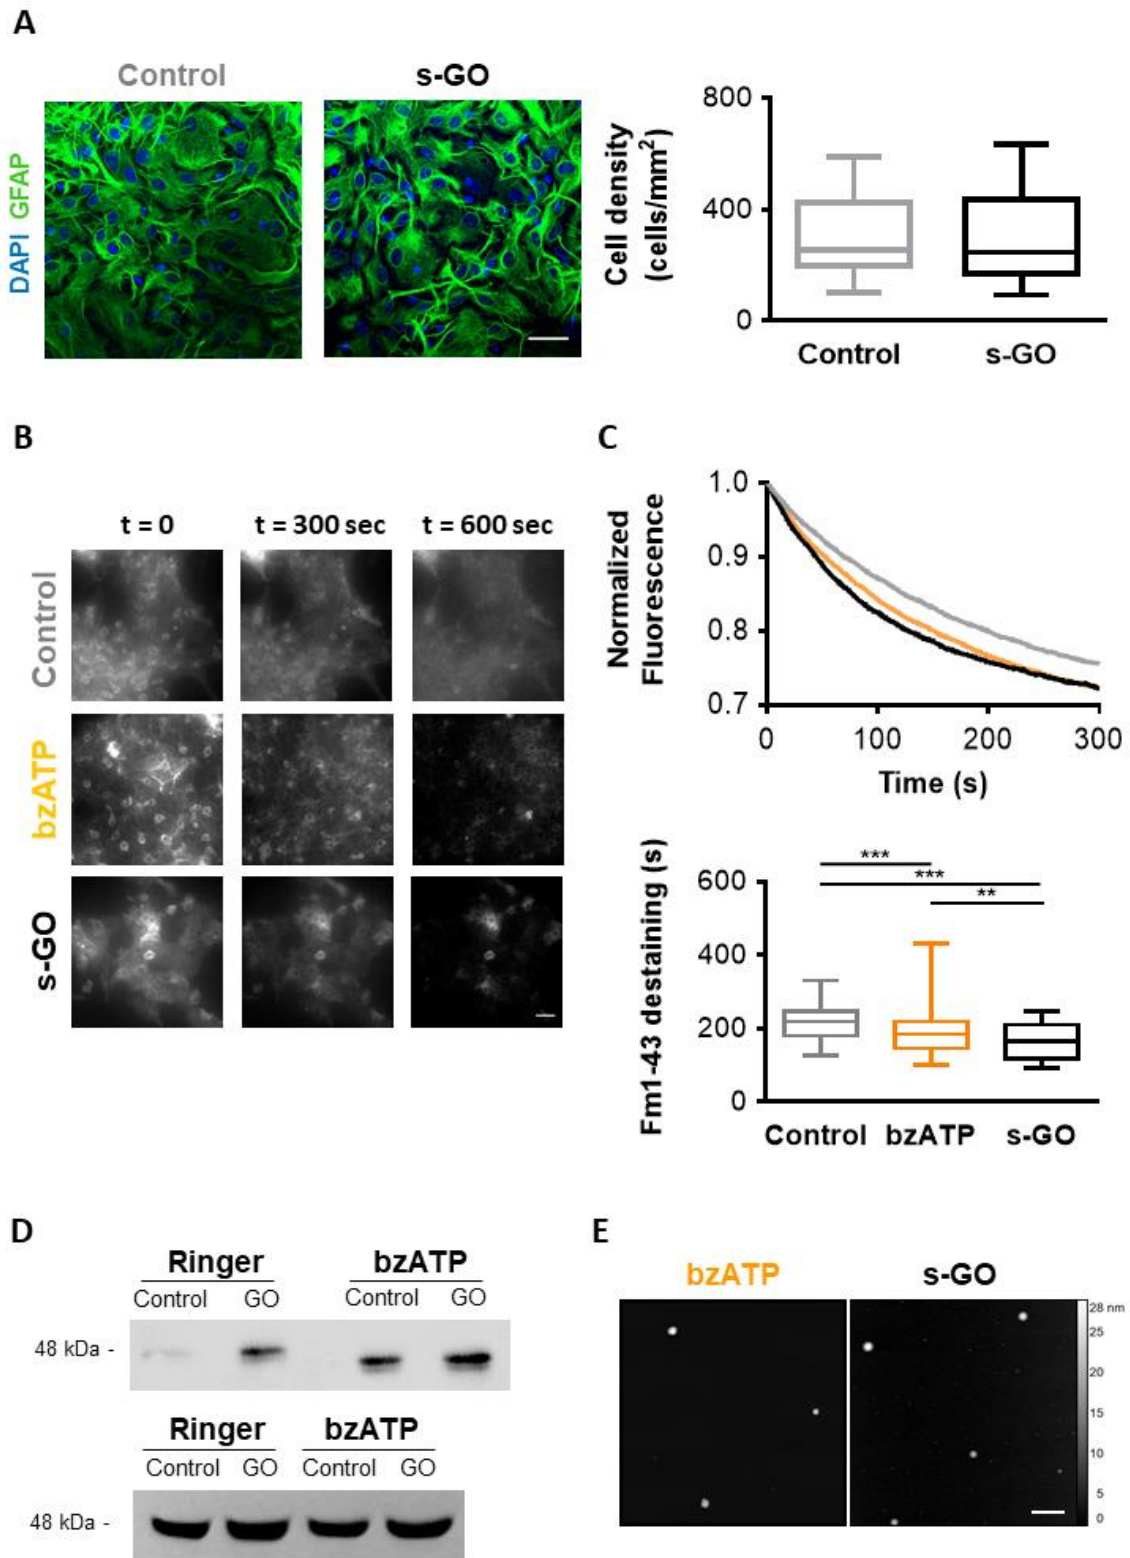 A
Control
s-GO
DAPI GFAP
Cell density
(cells/mm²)
800
400
0
Control
s-GO
B
t = 0
t = 300 sec
t = 600 sec
Control
bzATP
s-GO
C
Normalized
Fluorescence
1.0
0.9
0.8
0.7
0
100
200
300
Time (s)
Fm1-43 destaining (s)
600
400
200
0
***
***
**
Control
bzATP
s-GO
D
Ringer
bzATP
Control
GO
Control
GO
48 kDa -
Ringer
bzATP
Control
GO
Control
GO
48 kDa -
E
bzATP
s-GO
28 nm
25
20
15
10
5
0